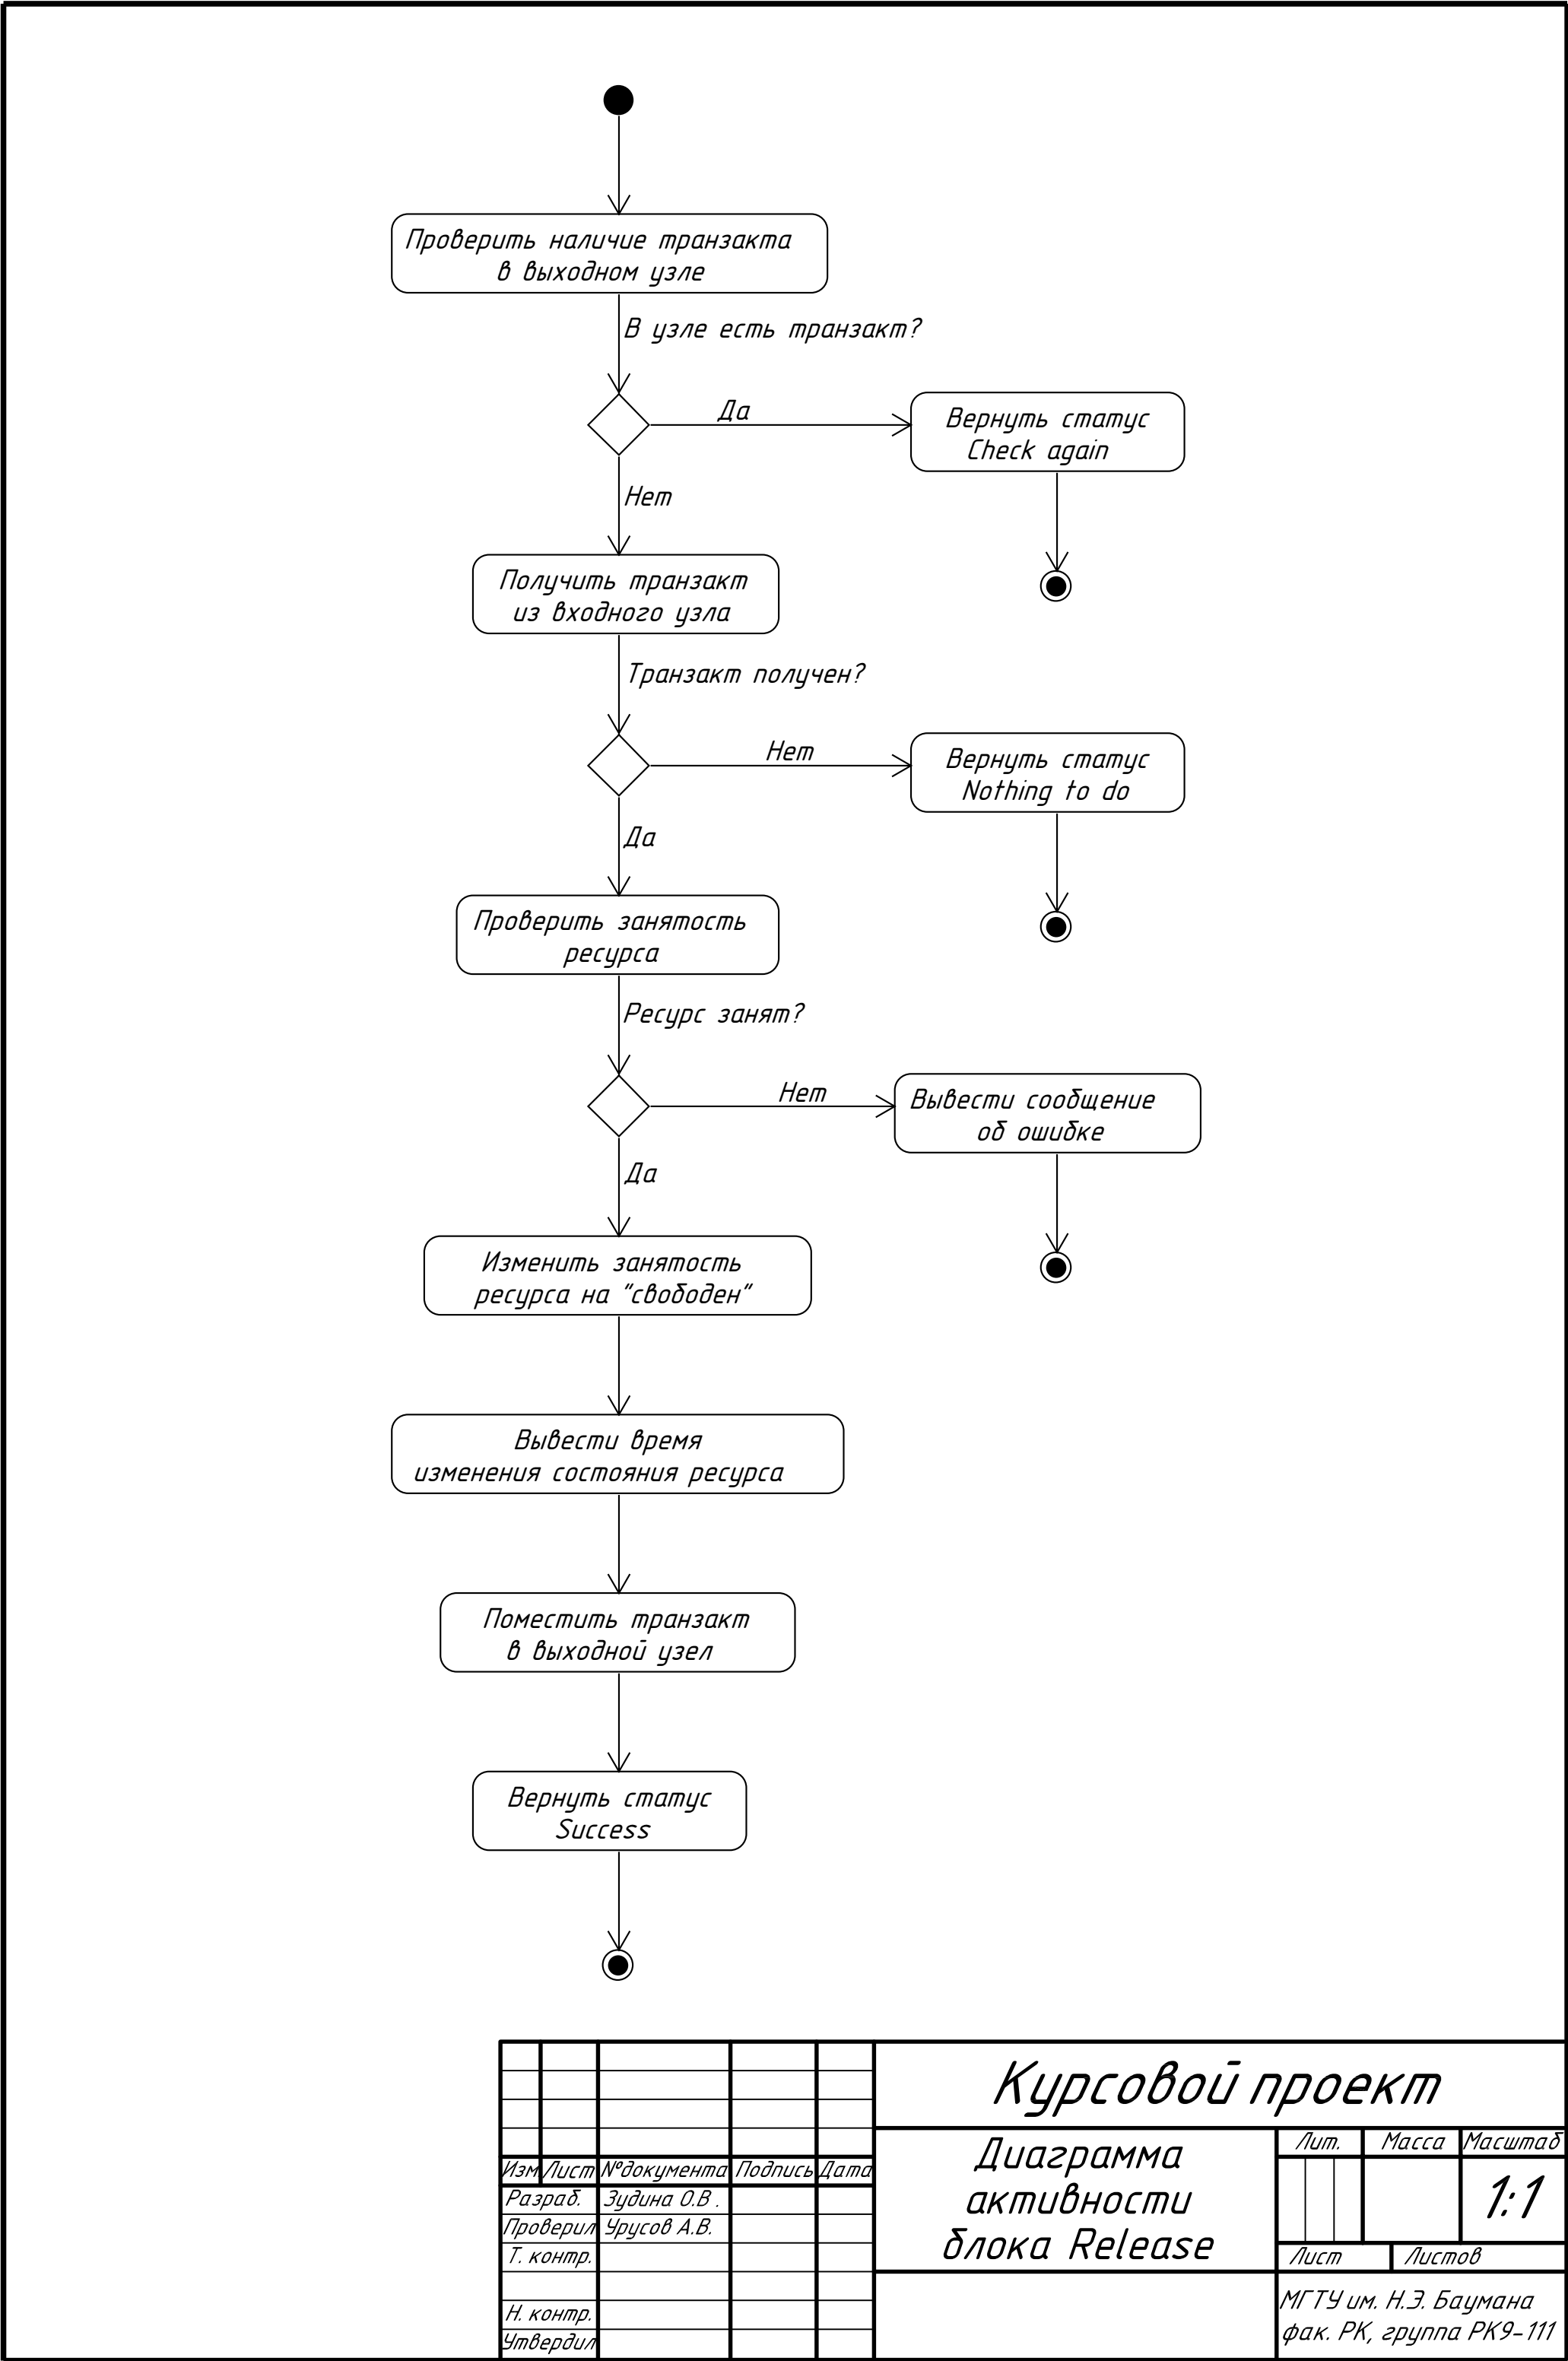 Проверить наличие транзакта
в выходном узле
В узле есть транзакт?
Да
Вернуть статус
Check again
Нет
Получить транзакт
из входного узла
Транзакт получен?
Нет
Вернуть статус
Nothing to do
Да
Проверить занятость
ресурса
Ресурс занят?
Нет
Вывести сообщение
об ошибке
Да
Изменить занятость
ресурса на "свободен"
Вывести время
изменения состояния ресурса
Поместить транзакт
в выходной узел
Вернуть статус
Success
Курсовой проект
Диаграмма
активности
блока Release
Лит. Масса Масштаб
1:1
Лист Листов
МГТУ им. Н.Э. Баумана
фак. РК, группа РК9-111
Изм Лист №документа Подпись Дата
Разраб. Зудина О.В .
Проверил Урусов А.В.
Т. контр.
Н. контр.
Утвердил